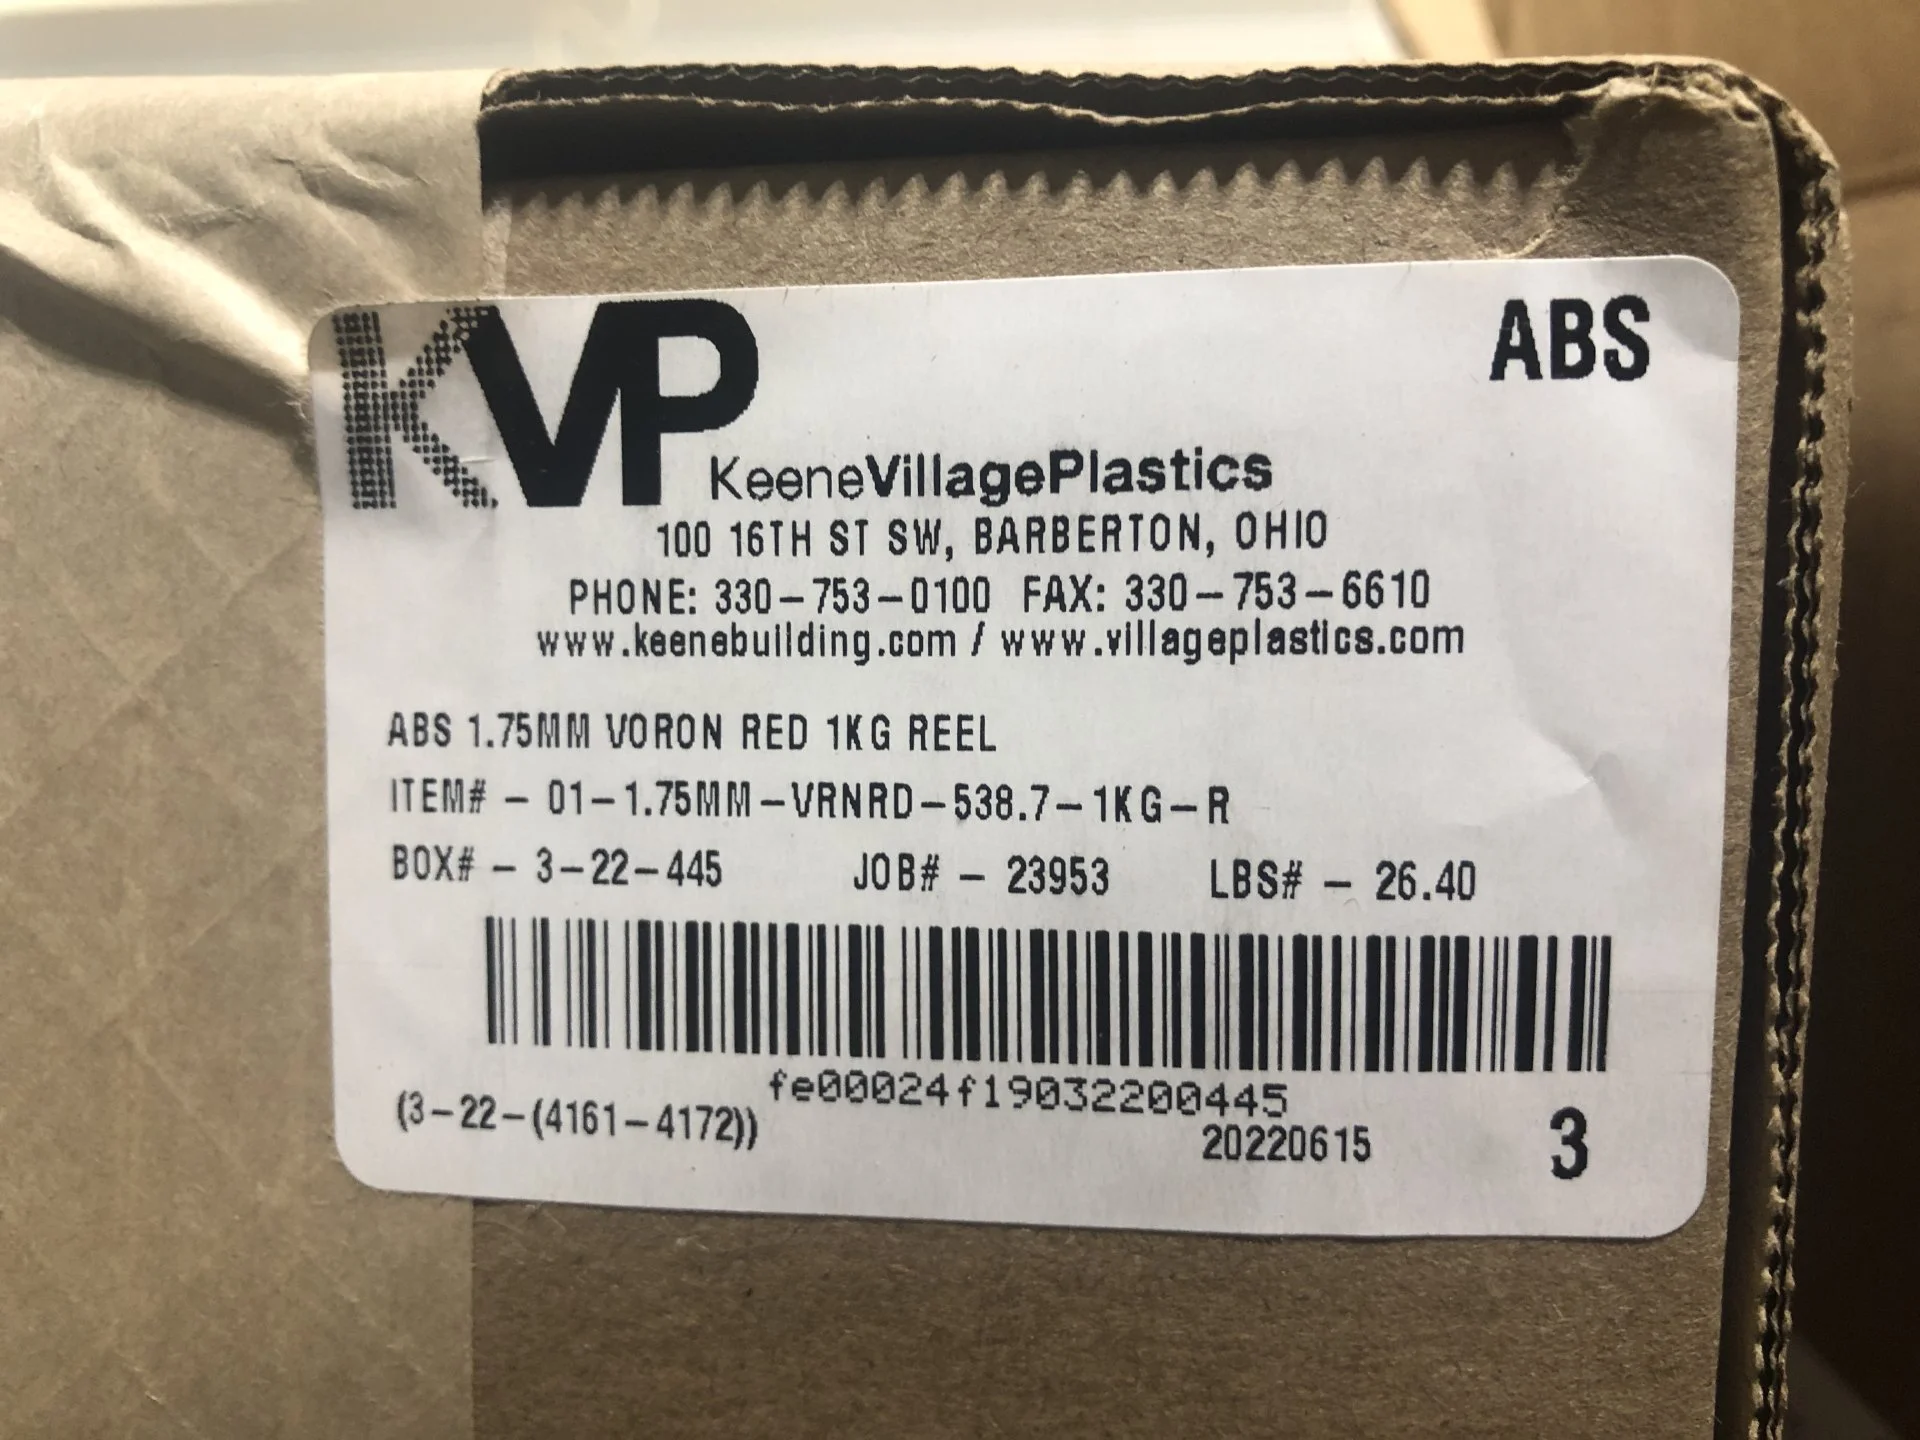 KVP
ABS
KeeneVillagePlastics
100 16TH ST SW, BARBERTON, OHIO
PHONE: 330-753-0100 FAX: 330-753-6610
www.keenebuilding.com / www.villageplastics.com
ABS 1.75MM VORON RED 1KG REEL
ITEM# - 01-1.75MM-VRNRD-538.7-1KG-R
BOX# - 3-22-445 JOB# - 23953 LBS# - 26.40
fe00024f19032200445
(3-22-(4161-4172))
20220615
3